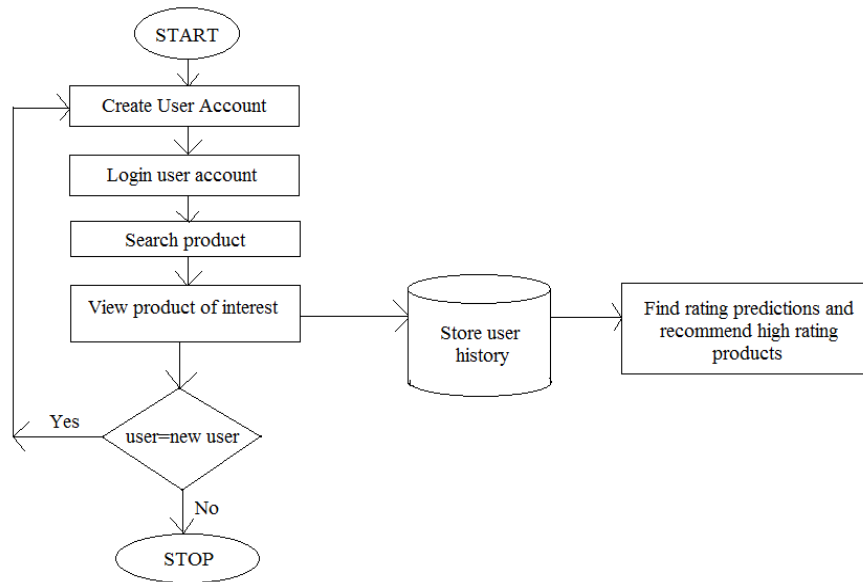 START
Create User Account
Login user account
Search product
View product of interest
Store user
history
Find rating predictions and
recommend high rating
products
Yes
user=new user
No
STOP